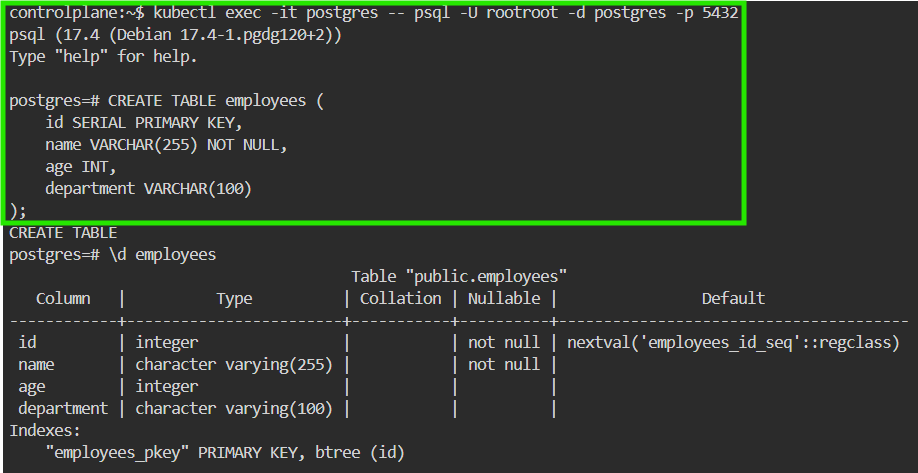 controlplane:~$ kubectl exec -it postgres -- psql -U rootroot -d postgres -p 5432
psql (17.4 (Debian 17.4-1.pgdg120+2))
Type "help" for help.

postgres=# CREATE TABLE employees (
    id SERIAL PRIMARY KEY,
    name VARCHAR(255) NOT NULL,
    age INT,
    department VARCHAR(100)
);
CREATE TABLE
postgres=# \d employees
                                      Table "public.employees"
   Column   |          Type          | Collation | Nullable |                Default
------------+------------------------+-----------+----------+---------------------------------------
 id         | integer                |           | not null | nextval('employees_id_seq'::regclass)
 name       | character varying(255) |           | not null |
 age        | integer                |           |          |
 department | character varying(100) |           |          |
Indexes:
    "employees_pkey" PRIMARY KEY, btree (id)